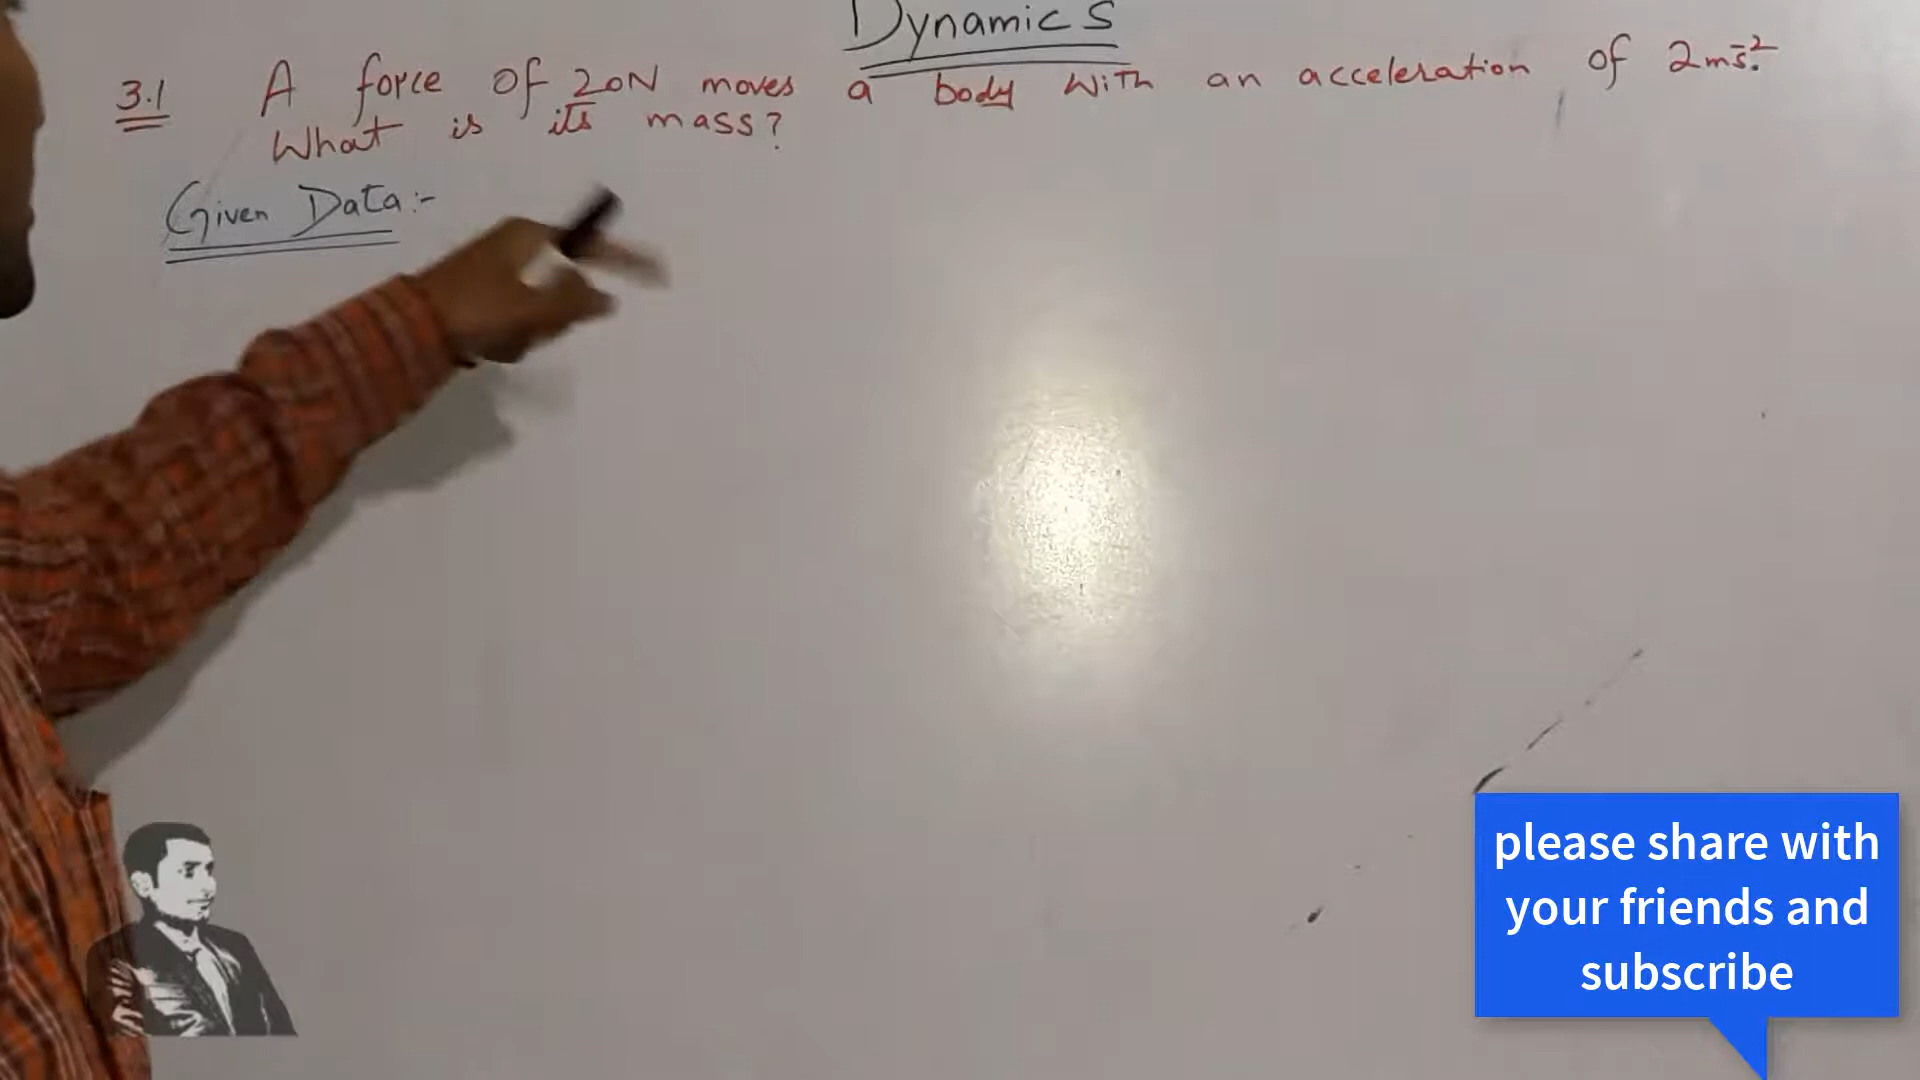 Dynamics
3.1 A force of 20N moves a body with an acceleration of 2ms⁻².
What is its mass?
Given Data:-
please share with
your friends and
subscribe